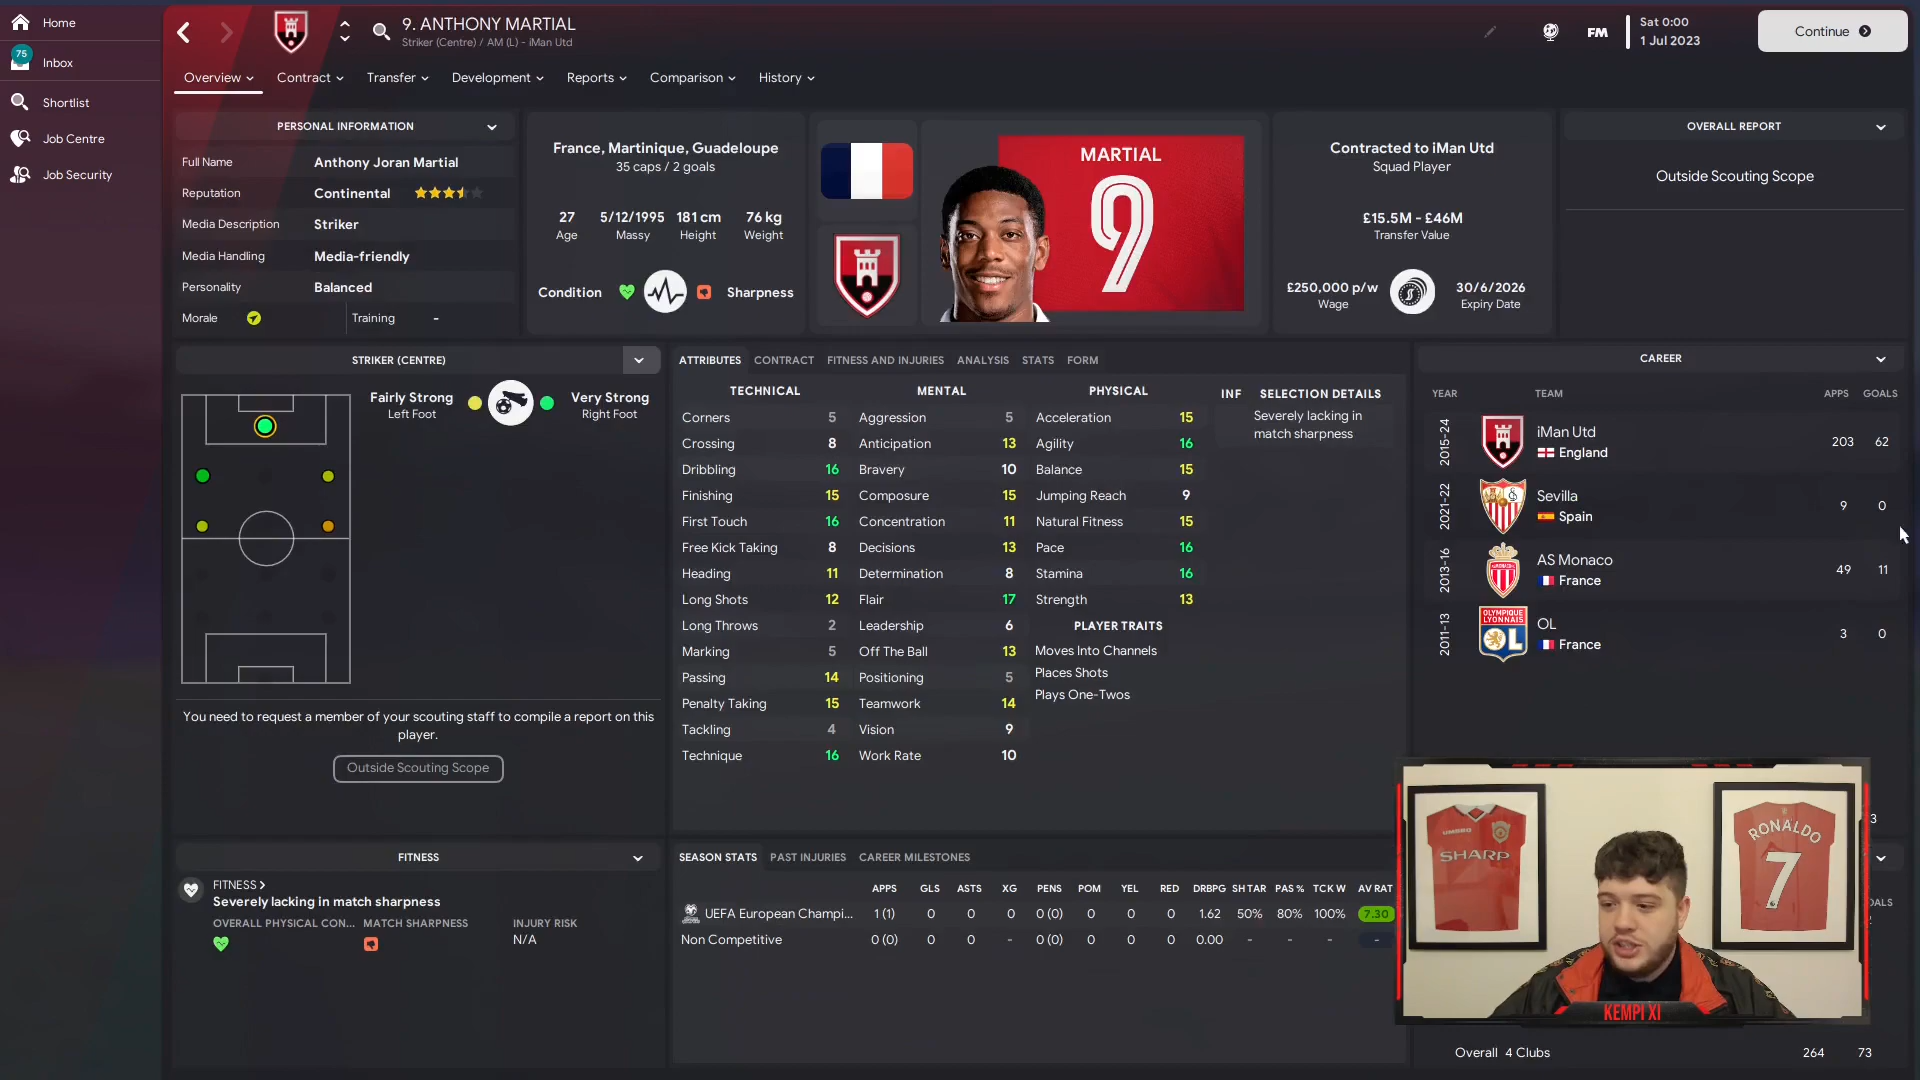 Home
75
Inbox
Shortlist
Job Centre
Job Security
9. ANTHONY MARTIAL
Striker (Centre) / AM (L) - iMan Utd
FM
Sat 0:00
1 Jul 2023
Continue
Overview
Contract
Transfer
Development
Reports
Comparison
History
PERSONAL INFORMATION
Full Name Anthony Joran Martial
Reputation Continental
Media Description Striker
Media Handling Media-friendly
Personality Balanced
Morale
Training -
France, Martinique, Guadeloupe
35 caps / 2 goals
27 5/12/1995 181 cm 76 kg
Age Massy Height Weight
Condition
Sharpness
MARTIAL
9
Contracted to iMan Utd
Squad Player
£15.5M - £46M
Transfer Value
£250,000 p/w
Wage
30/6/2026
Expiry Date
OVERALL REPORT
Outside Scouting Scope
STRIKER (CENTRE)
Fairly Strong
Left Foot
Very Strong
Right Foot
You need to request a member of your scouting staff to compile a report on this
player.
Outside Scouting Scope
ATTRIBUTES CONTRACT FITNESS AND INJURIES ANALYSIS STATS FORM
TECHNICAL
Corners 5
Crossing 8
Dribbling 16
Finishing 15
First Touch 16
Free Kick Taking 8
Heading 11
Long Shots 12
Long Throws 2
Marking 5
Passing 14
Penalty Taking 15
Tackling 4
Technique 16
MENTAL
Aggression 5
Anticipation 13
Bravery 10
Composure 15
Concentration 11
Decisions 13
Determination 8
Flair 17
Leadership 6
Off The Ball 13
Positioning 5
Teamwork 14
Vision 9
Work Rate 10
PHYSICAL
Acceleration 15
Agility 16
Balance 15
Jumping Reach 9
Natural Fitness 15
Pace 16
Stamina 16
Strength 13
PLAYER TRAITS
Moves Into Channels
Places Shots
Plays One-Twos
INF SELECTION DETAILS
Severely lacking in
match sharpness
CAREER
YEAR TEAM APPS GOALS
2015-24 iMan Utd 203 62
England
2021-22 Sevilla 9 0
Spain
2013-16 AS Monaco 49 11
France
OLYMPIQUE
LYONNAIS
OL
2011-13 OL 3 0
France
3
FITNESS
FITNESS
Severely lacking in match sharpness
OVERALL PHYSICAL CON... MATCH SHARPNESS INJURY RISK
N/A
SEASON STATS PAST INJURIES CAREER MILESTONES
APPS GLS ASTS XG PENS POM YEL RED DRBPG SH TAR PAS % TCK W AV RAT
UEFA European Champi... 1 (1) 0 0 0 0 (0) 0 0 0 1.62 50% 80% 100% 7.30
Non Competitive 0 (0) 0 0 - 0 (0) 0 0 0 0.00 - - - -
UMBRO
SHARP
RONALDO
7
KEMPI XI
Overall 4 Clubs 264 73